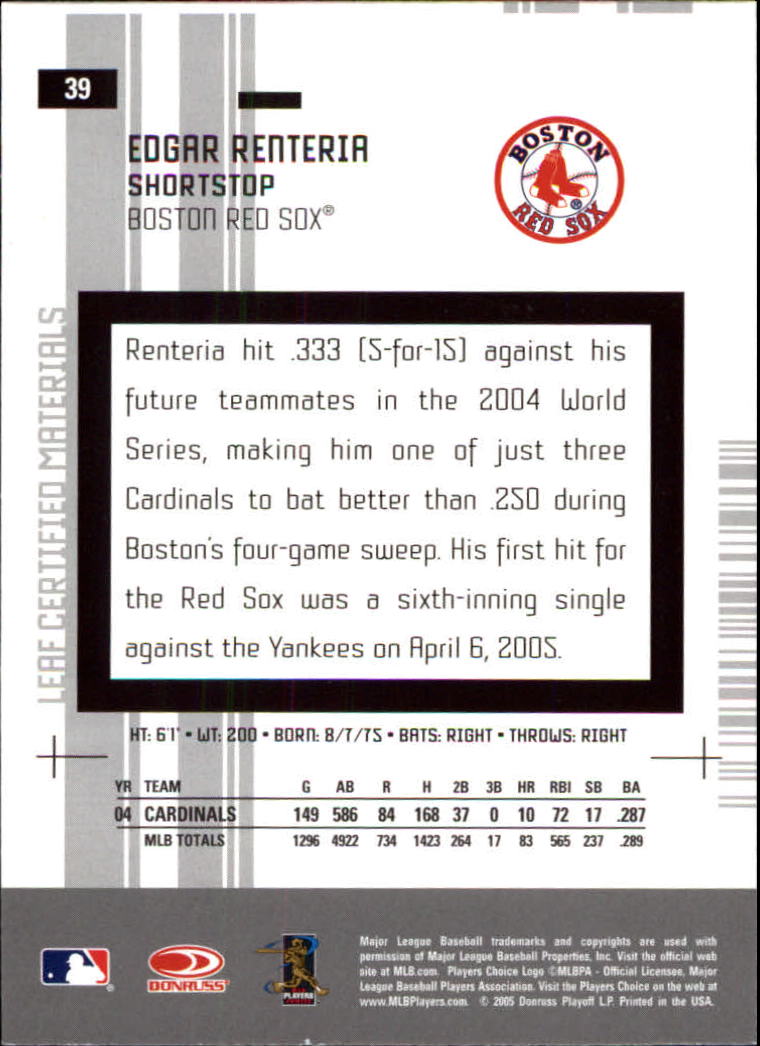 39
EDGAR RENTERIA
SHORTSTOP
BOSTON RED SOX®
BOSTON
RED SOX
®
LEAF CERTIFIED MATERIALS
Renteria hit .333 (5-for-15) against his
future teammates in the 2004 World
Series, making him one of just three
Cardinals to bat better than .250 during
Boston's four-game sweep. His first hit for
the Red Sox was a sixth-inning single
against the Yankees on April 6, 2005.
HT: 6'1" • WT: 200 • BORN: 8/7/75 • BATS: RIGHT • THROWS: RIGHT
YR TEAM G AB R H 2B 3B HR RBI SB BA
04 CARDINALS 149 586 84 168 37 0 10 72 17 .287
MLB TOTALS 1296 4922 734 1423 264 17 83 565 237 .289
DONRUSS
PLAYERS
Major League Baseball trademarks and copyrights are used with
permission of Major League Baseball Properties, Inc. Visit the official web
site at MLB.com. Players Choice Logo ©MLBPA - Official Licensee, Major
League Baseball Players Association. Visit the Players Choice on the web at
www.MLBPlayers.com. © 2005 Donruss Playoff L.P. Printed in the USA.